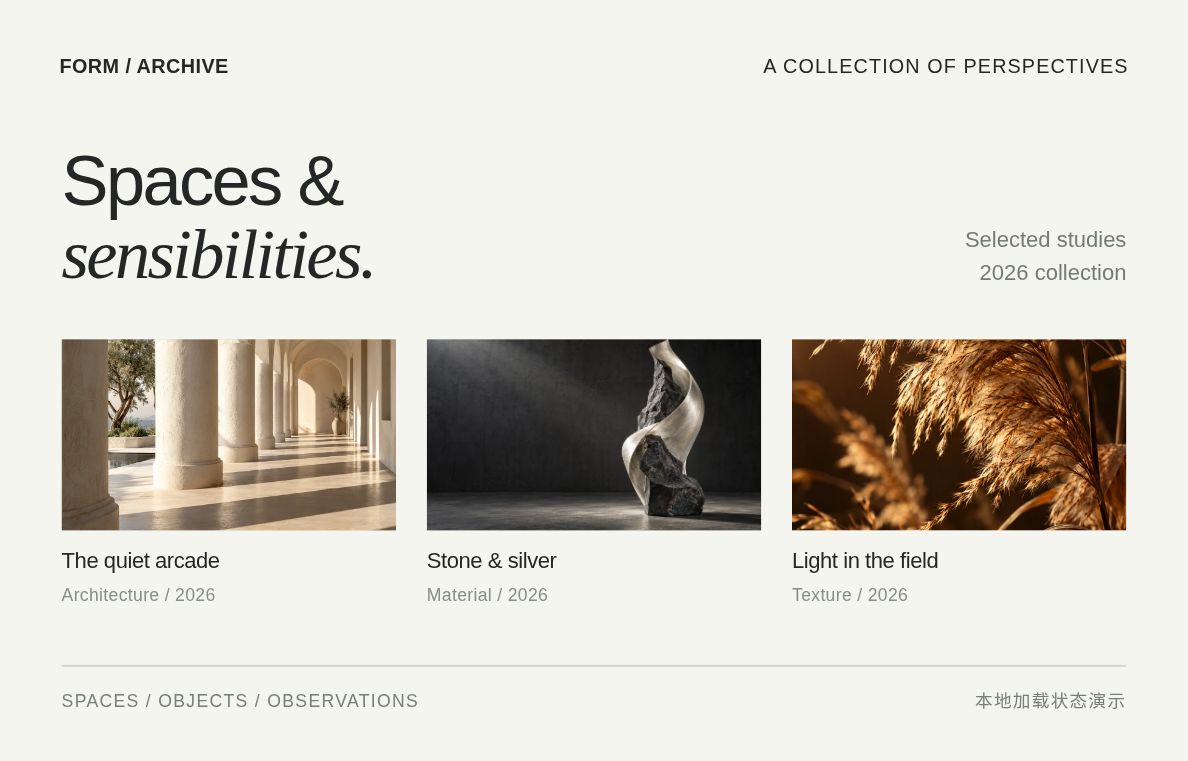 FORM / ARCHIVE
A COLLECTION OF PERSPECTIVES
Spaces &
sensibilities.
Selected studies
2026 collection
The quiet arcade
Architecture / 2026
Stone & silver
Material / 2026
Light in the field
Texture / 2026
SPACES / OBJECTS / OBSERVATIONS
本地加载状态演示